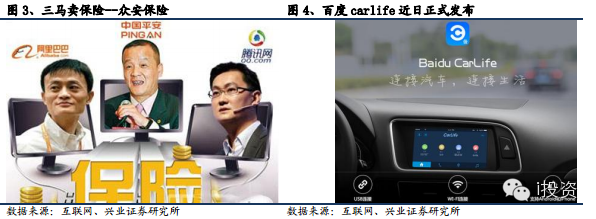 图 3、三马卖保险--众安保险
中国平安
PING AN
阿里巴巴
Alibaba.com
腾讯网
QQ.com
保险
数据来源：互联网、兴业证券研究所
图 4、百度 carlife 近日正式发布
Baidu CarLife
连接汽车，连接生活
CarLife
USB连接
Wi-Fi连接
i投资
数据来源：互联网、兴业证券研究所